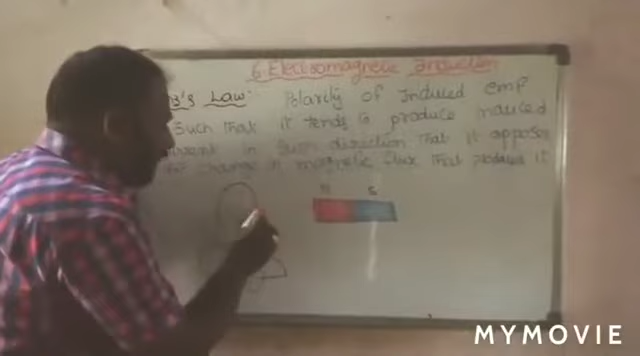 6. Electromagnetic Induction
Law: Polarity of Induced emf
Such that it tends to produce induced
in such direction that it opposes
change in magnetic flux that produced it
N S
MYMOVIE